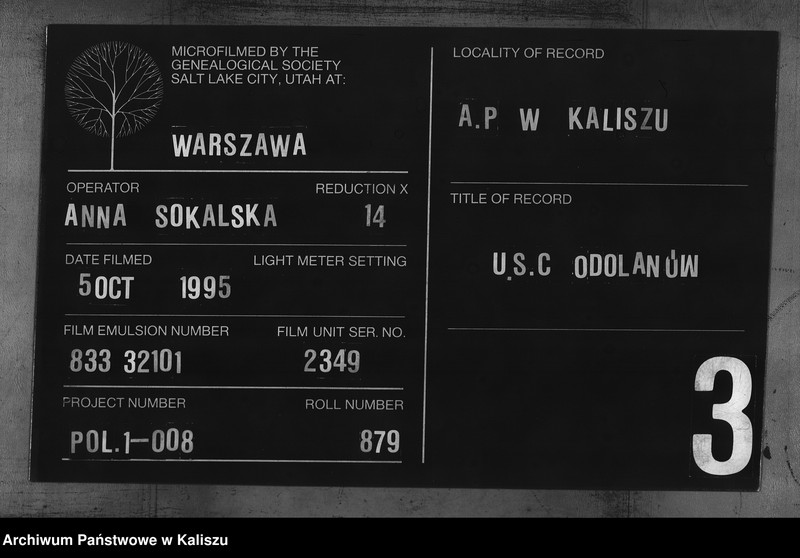 MICROFILMED BY THE
GENEALOGICAL SOCIETY
SALT LAKE CITY, UTAH AT:
WARSZAWA
OPERATOR REDUCTION X
ANNA SOKALSKA 14
DATE FILMED LIGHT METER SETTING
5 OCT 1995
FILM EMULSION NUMBER FILM UNIT SER. NO.
833 32101 2349
PROJECT NUMBER ROLL NUMBER
POL.1-008 879
LOCALITY OF RECORD
A.P W KALISZU
TITLE OF RECORD
U.S.C ODOLANÓW
3
Archiwum Państwowe w Kaliszu